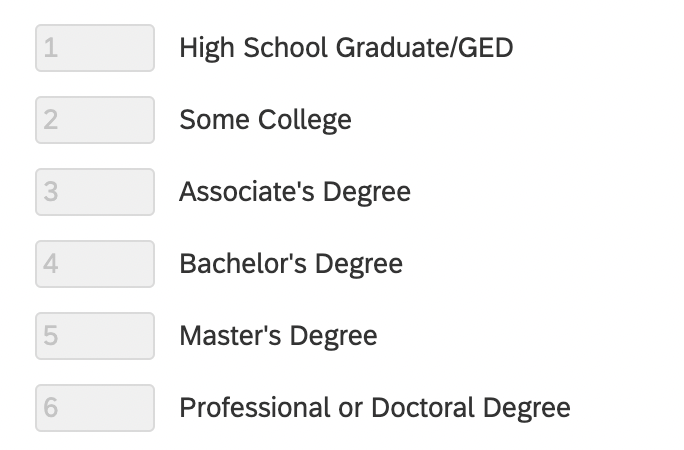 1 High School Graduate/GED
2 Some College
3 Associate's Degree
4 Bachelor's Degree
5 Master's Degree
6 Professional or Doctoral Degree